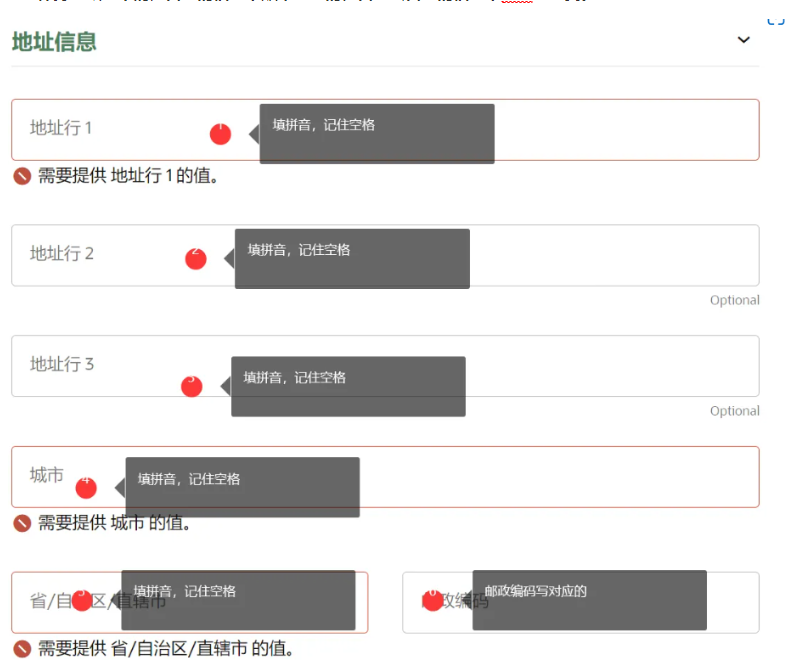 地址信息
地址行 1
1
填拼音，记住空格
需要提供 地址行 1 的值。
地址行 2
2
填拼音，记住空格
Optional
地址行 3
3
填拼音，记住空格
Optional
城市
4
填拼音，记住空格
需要提供 城市 的值。
省/自 区/直辖市
填拼音，记住空格
政编码
邮政编码写对应的
需要提供 省/自治区/直辖市 的值。